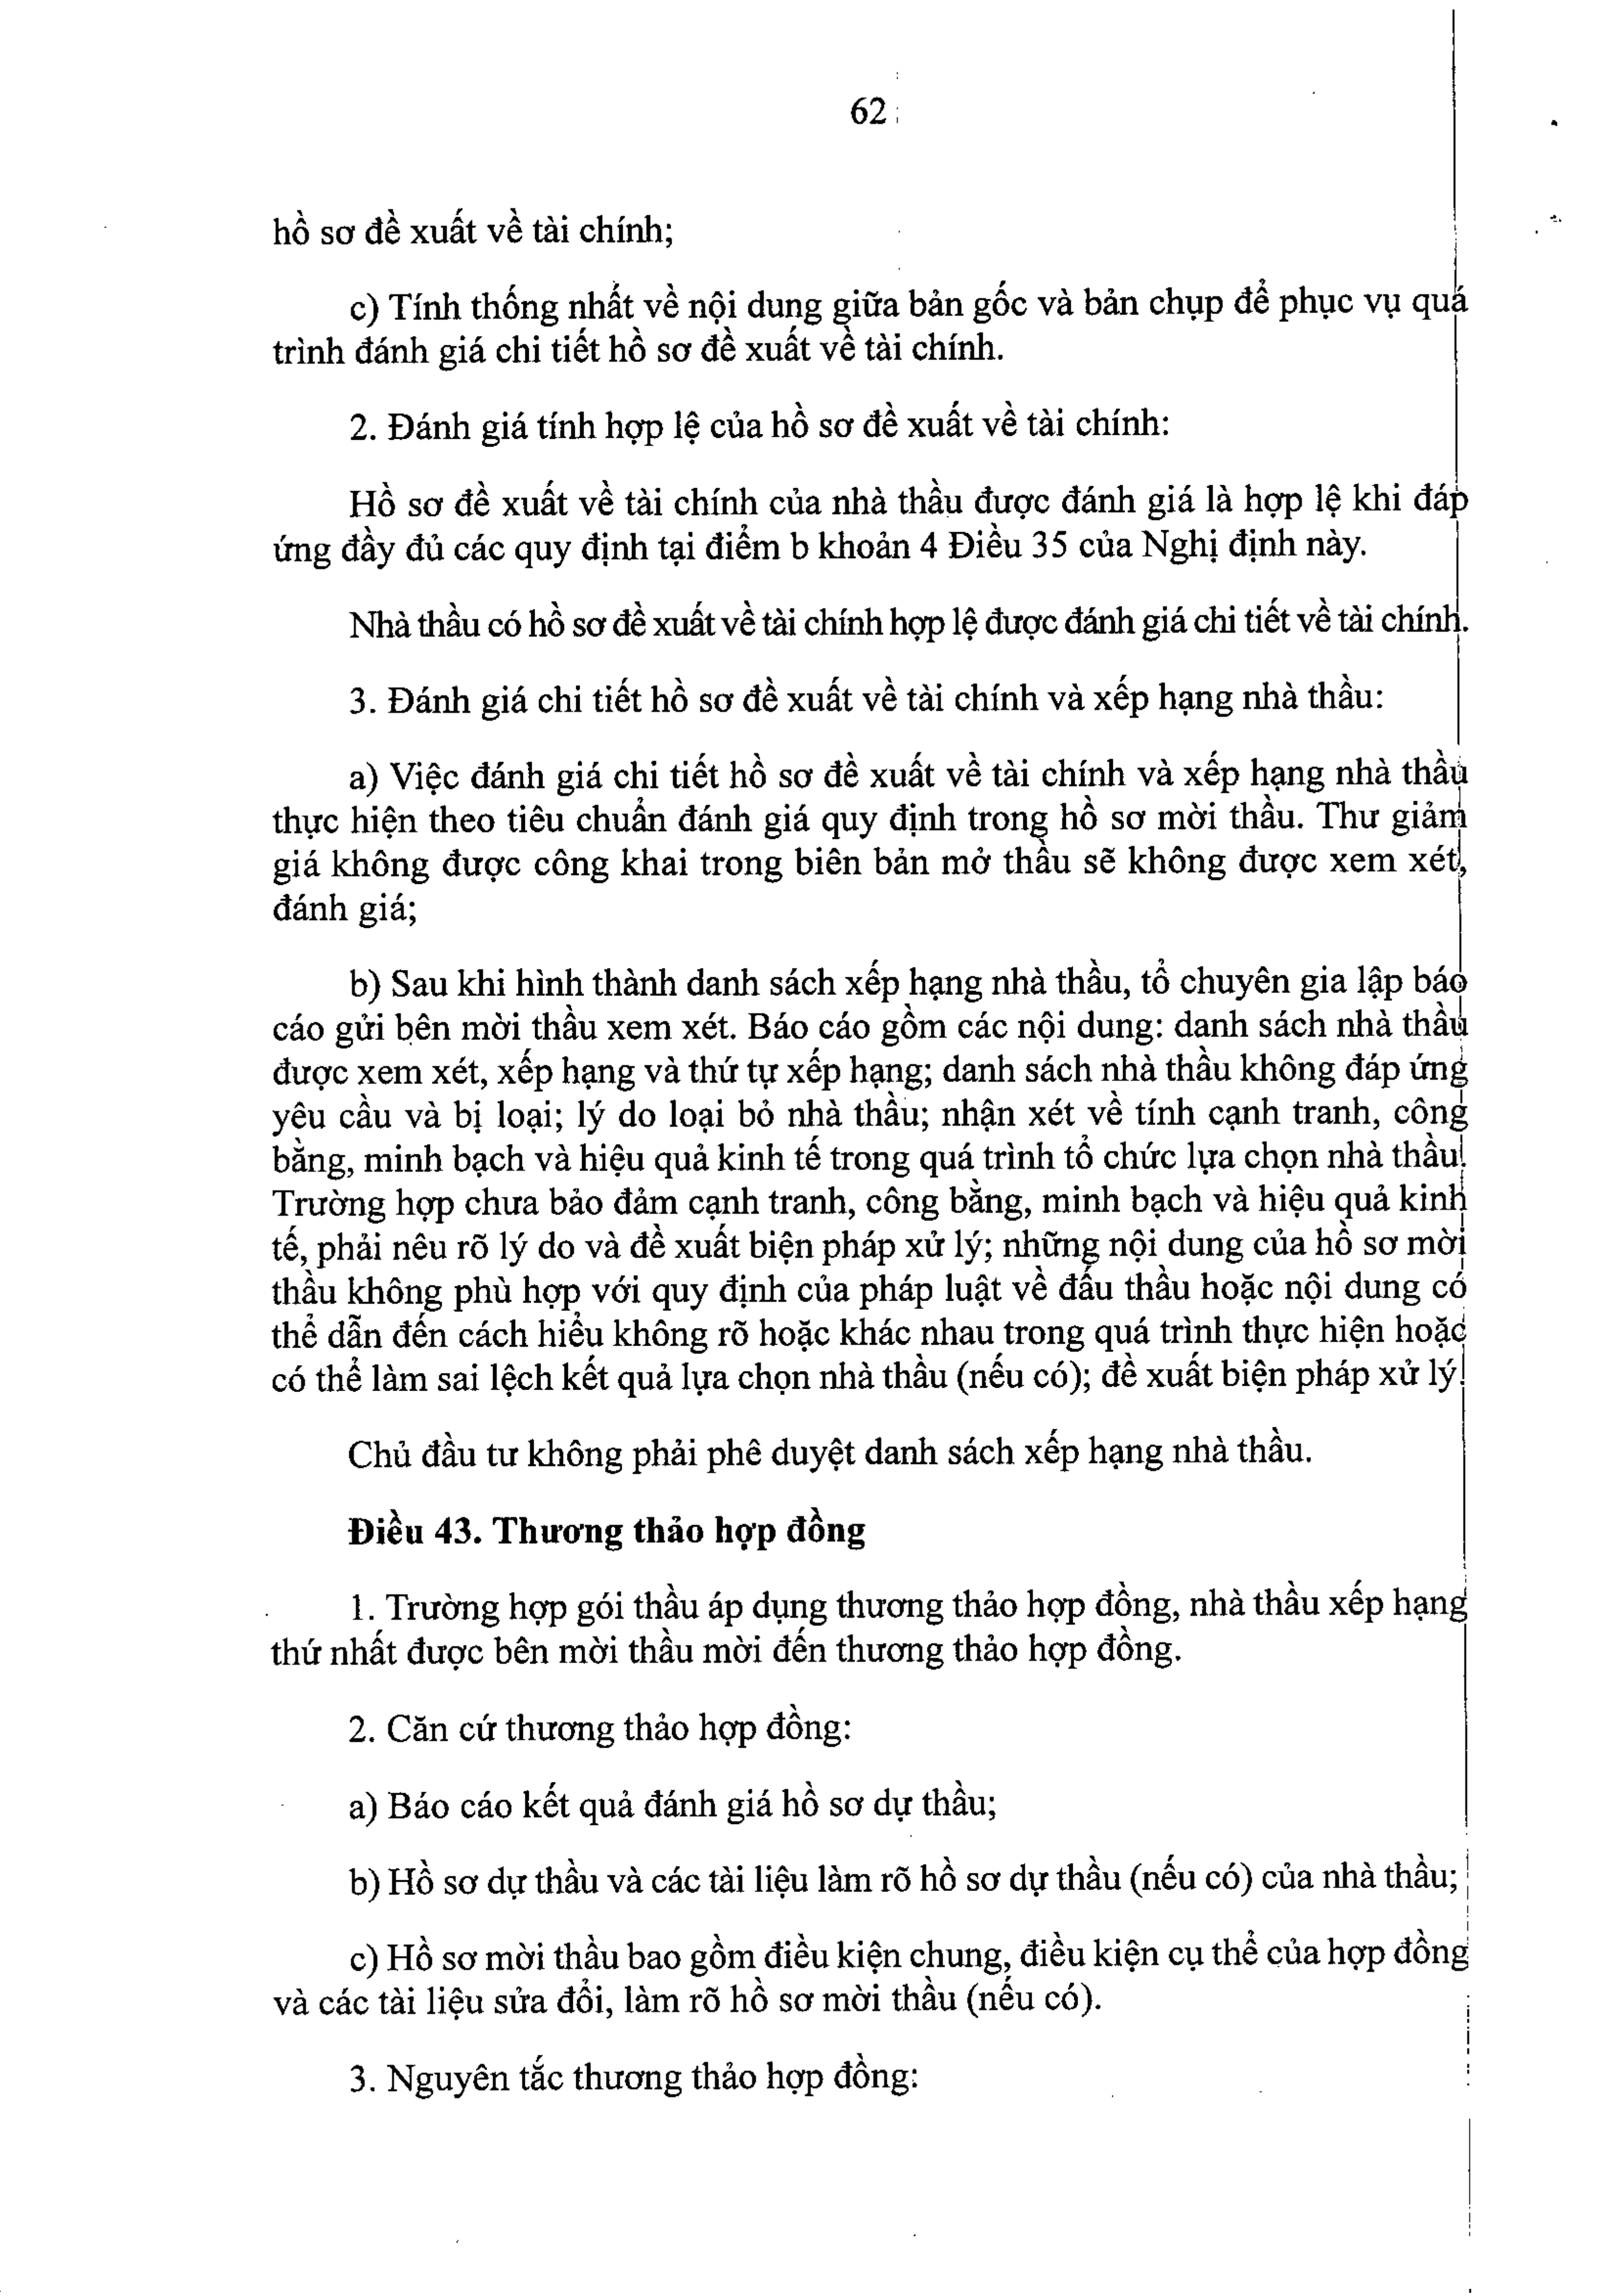 62
hồ sơ đề xuất về tài chính;
c) Tính thống nhất về nội dung giữa bản gốc và bản chụp để phục vụ quá
trình đánh giá chi tiết hồ sơ đề xuất về tài chính.
2. Đánh giá tính hợp lệ của hồ sơ đề xuất về tài chính:
Hồ sơ đề xuất về tài chính của nhà thầu được đánh giá là hợp lệ khi đáp
ứng đầy đủ các quy định tại điểm b khoản 4 Điều 35 của Nghị định này.
Nhà thầu có hồ sơ đề xuất về tài chính hợp lệ được đánh giá chi tiết về tài chính.
3. Đánh giá chi tiết hồ sơ đề xuất về tài chính và xếp hạng nhà thầu:
a) Việc đánh giá chi tiết hồ sơ đề xuất về tài chính và xếp hạng nhà thầu
thực hiện theo tiêu chuẩn đánh giá quy định trong hồ sơ mời thầu. Thư giảm
giá không được công khai trong biên bản mở thầu sẽ không được xem xét,
đánh giá;
b) Sau khi hình thành danh sách xếp hạng nhà thầu, tổ chuyên gia lập báo
cáo gửi bên mời thầu xem xét. Báo cáo gồm các nội dung: danh sách nhà thầu
được xem xét, xếp hạng và thứ tự xếp hạng; danh sách nhà thầu không đáp ứng
yêu cầu và bị loại; lý do loại bỏ nhà thầu; nhận xét về tính cạnh tranh, công
bằng, minh bạch và hiệu quả kinh tế trong quá trình tổ chức lựa chọn nhà thầu.
Trường hợp chưa bảo đảm cạnh tranh, công bằng, minh bạch và hiệu quả kinh
tế, phải nêu rõ lý do và đề xuất biện pháp xử lý; những nội dung của hồ sơ mời
thầu không phù hợp với quy định của pháp luật về đấu thầu hoặc nội dung có
thể dẫn đến cách hiểu không rõ hoặc khác nhau trong quá trình thực hiện hoặc
có thể làm sai lệch kết quả lựa chọn nhà thầu (nếu có); đề xuất biện pháp xử lý.
Chủ đầu tư không phải phê duyệt danh sách xếp hạng nhà thầu.
Điều 43. Thương thảo hợp đồng
1. Trường hợp gói thầu áp dụng thương thảo hợp đồng, nhà thầu xếp hạng
thứ nhất được bên mời thầu mời đến thương thảo hợp đồng.
2. Căn cứ thương thảo hợp đồng:
a) Báo cáo kết quả đánh giá hồ sơ dự thầu;
b) Hồ sơ dự thầu và các tài liệu làm rõ hồ sơ dự thầu (nếu có) của nhà thầu;
c) Hồ sơ mời thầu bao gồm điều kiện chung, điều kiện cụ thể của hợp đồng
và các tài liệu sửa đổi, làm rõ hồ sơ mời thầu (nếu có).
3. Nguyên tắc thương thảo hợp đồng: